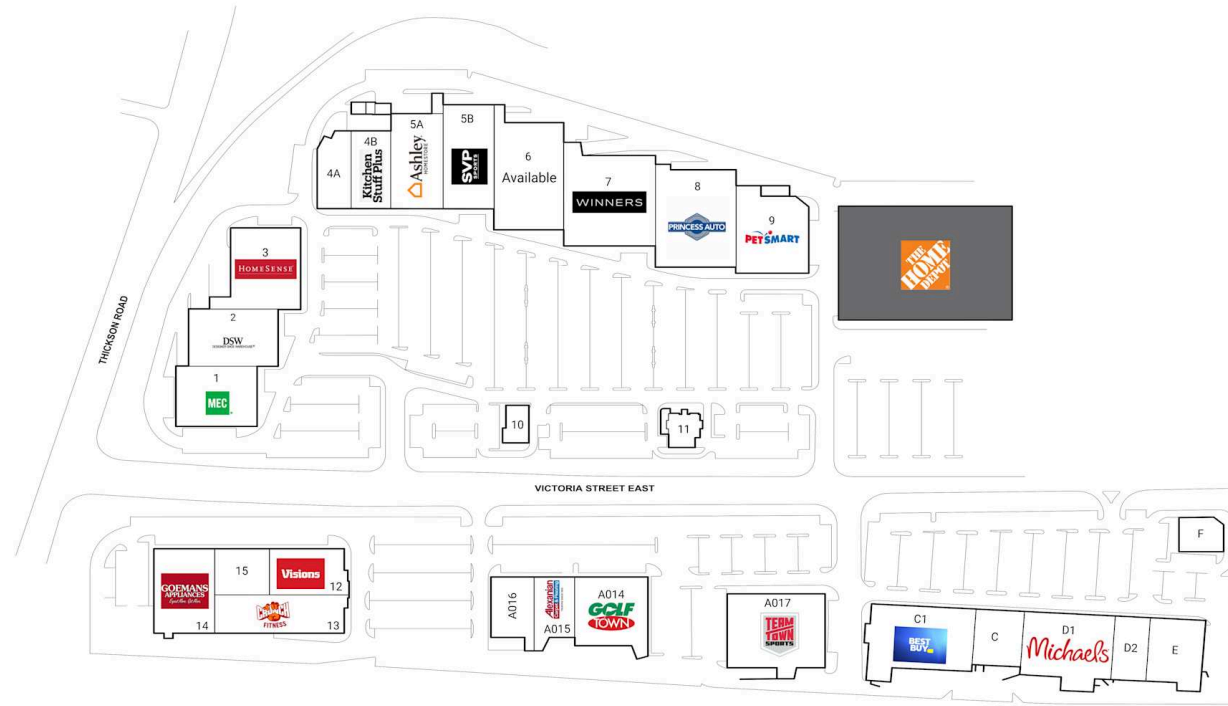 5B
5A
4B
4A
Kitchen
Stuff Plus
Ashley
HOMESTORE
SVP
SPORTS
6
Available
7
WINNERS
8
PRINCESS AUTO
9
PETSMART
THE
HOME
DEPOT
3
HOMESENSE
2
DSW
1
MEC
THICKSON ROAD
10
11
VICTORIA STREET EAST
GOEMANS
APPLIANCES
14
15
Visions
12
CRUNCH
FITNESS
13
A016
Alexanian
A015
A014
GOLF
TOWN
A017
TEAM
TOWN
SPORTS
C1
BEST
BUY
C
D1
Michaels
D2
E
F